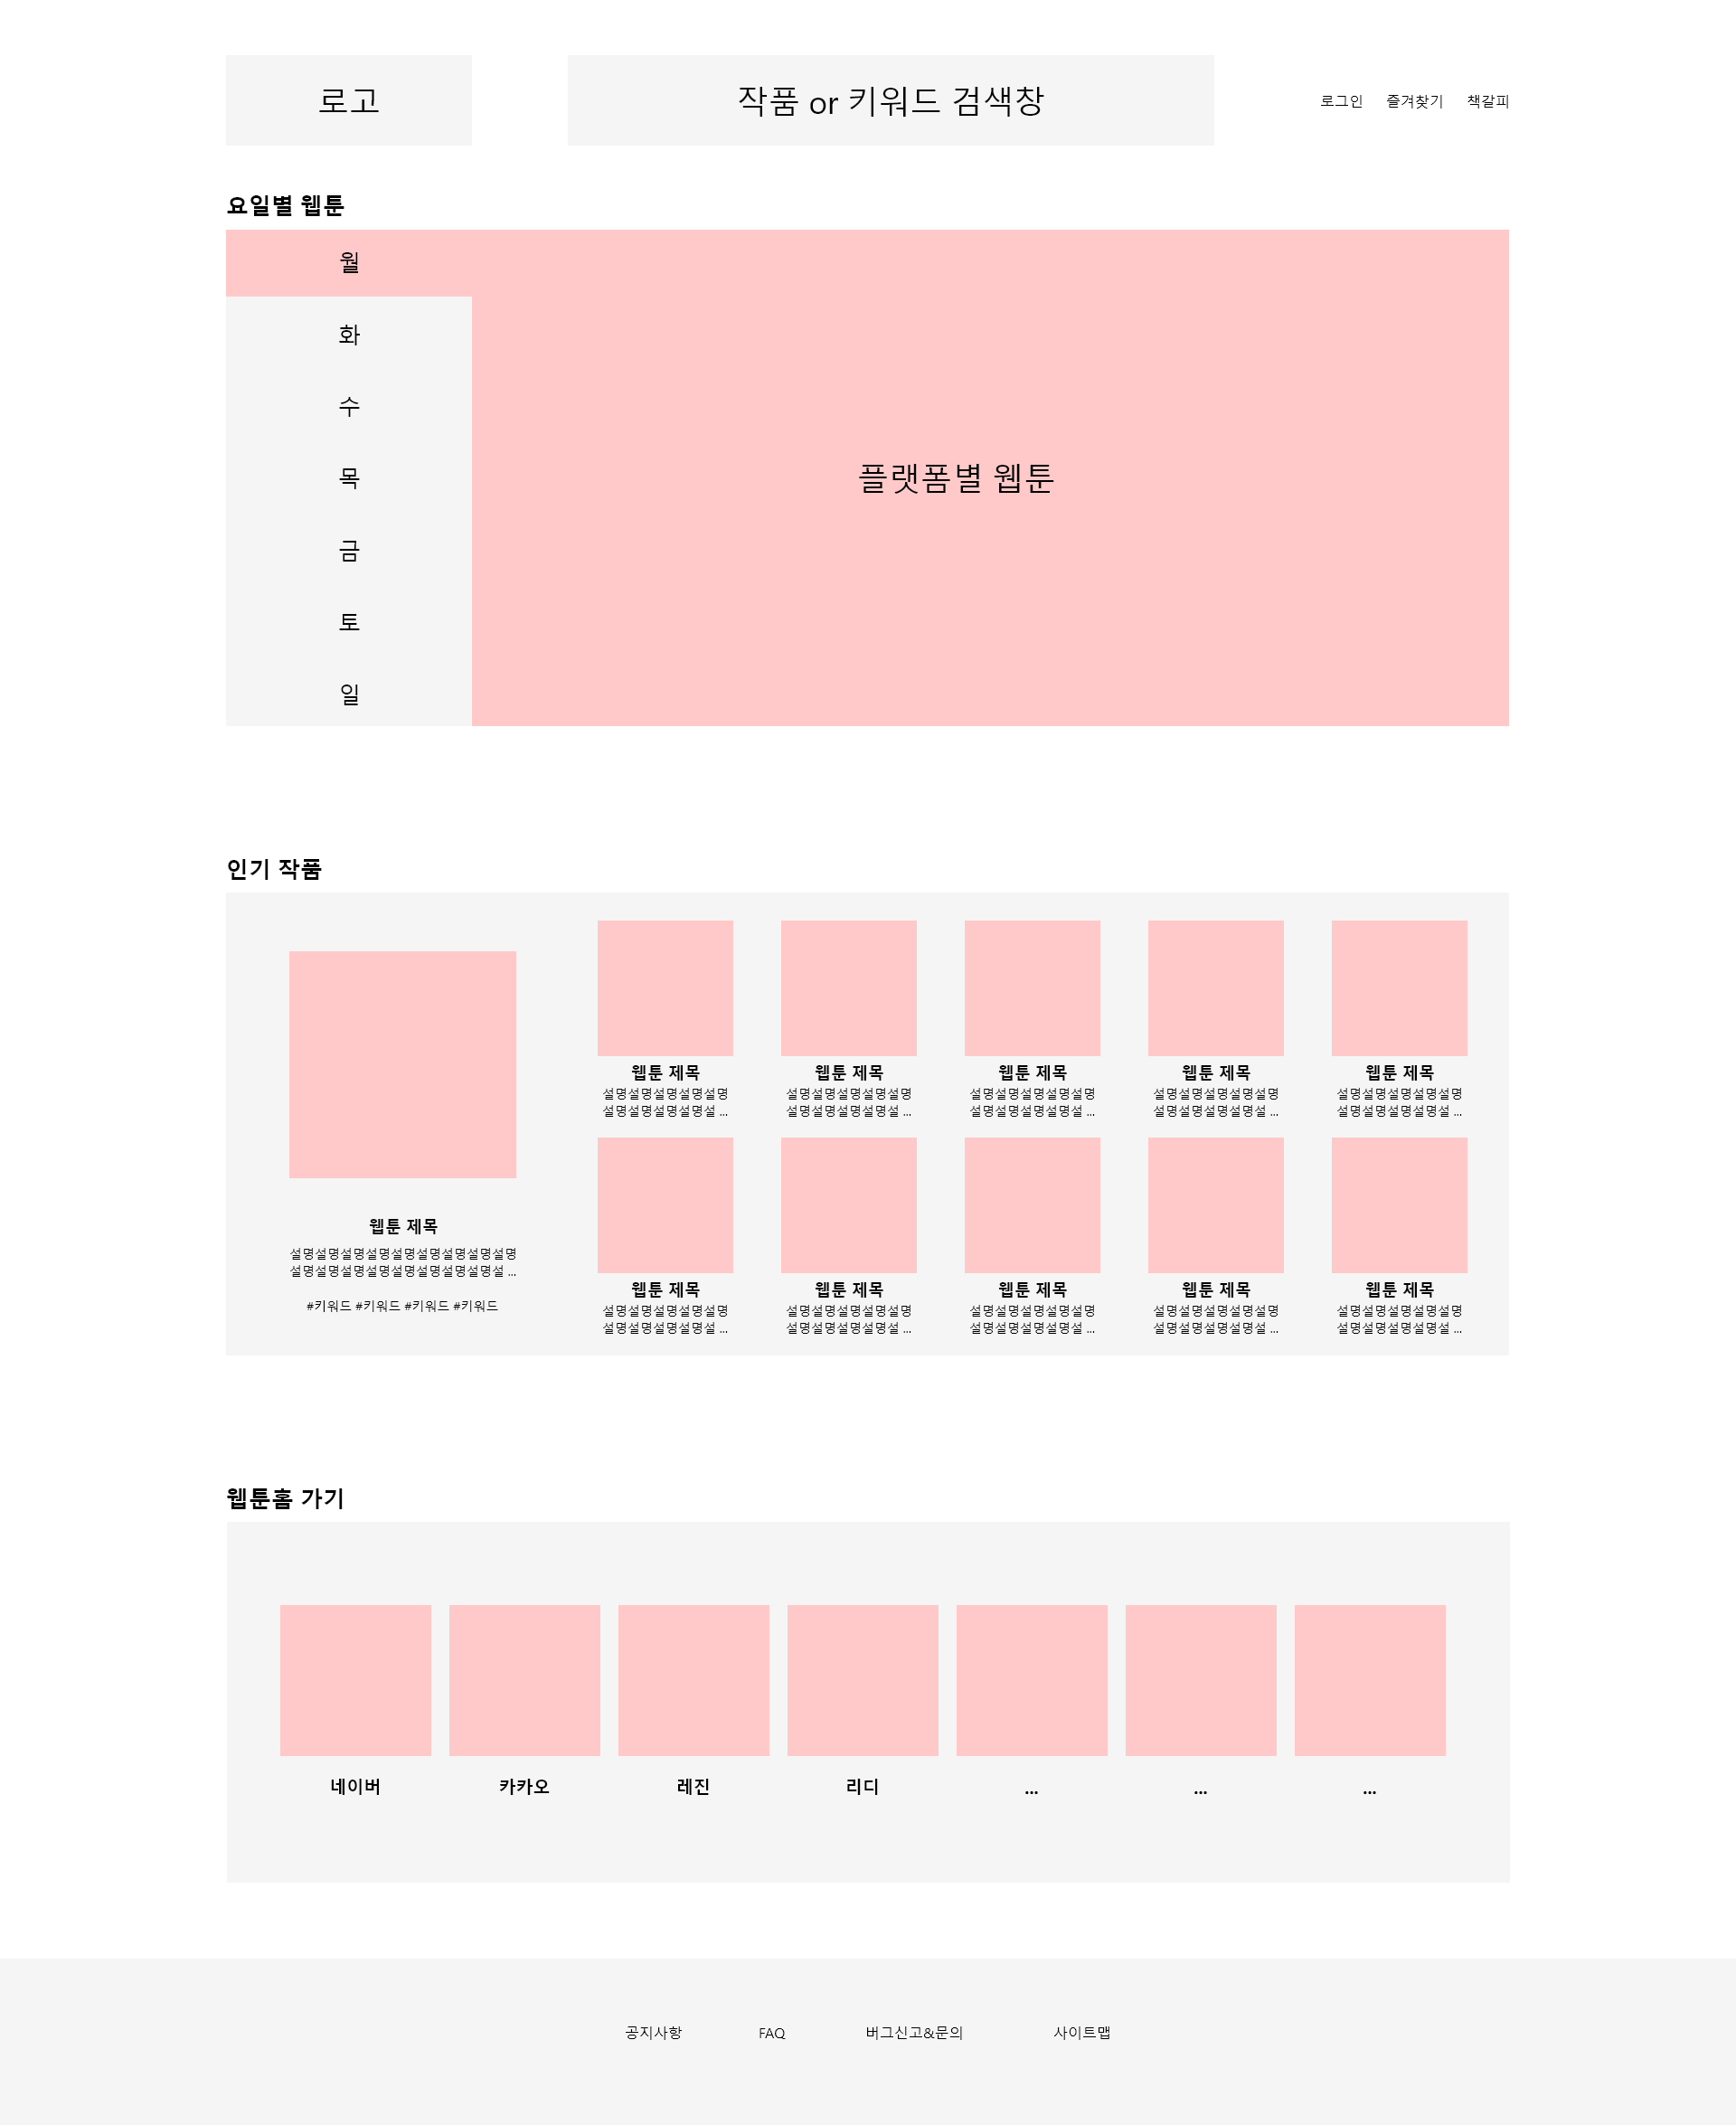 로고
작품 or 키워드 검색창
로그인 즐겨찾기 책갈피
요일별 웹툰
월
화
수
목
금
토
일
플랫폼별 웹툰
인기 작품
웹툰 제목
설명설명설명설명설명설명설명설명설명
설명설명설명설명설명설명설명설명설 ...
#키워드 #키워드 #키워드 #키워드
웹툰 제목
설명설명설명설명설명
설명설명설명설명설 ...
웹툰 제목
설명설명설명설명설명
설명설명설명설명설 ...
웹툰 제목
설명설명설명설명설명
설명설명설명설명설 ...
웹툰 제목
설명설명설명설명설명
설명설명설명설명설 ...
웹툰 제목
설명설명설명설명설명
설명설명설명설명설 ...
웹툰 제목
설명설명설명설명설명
설명설명설명설명설 ...
웹툰 제목
설명설명설명설명설명
설명설명설명설명설 ...
웹툰 제목
설명설명설명설명설명
설명설명설명설명설 ...
웹툰 제목
설명설명설명설명설명
설명설명설명설명설 ...
웹툰 제목
설명설명설명설명설명
설명설명설명설명설 ...
웹툰홈 가기
네이버
카카오
레진
리디
...
...
...
공지사항 FAQ 버그신고&문의 사이트맵